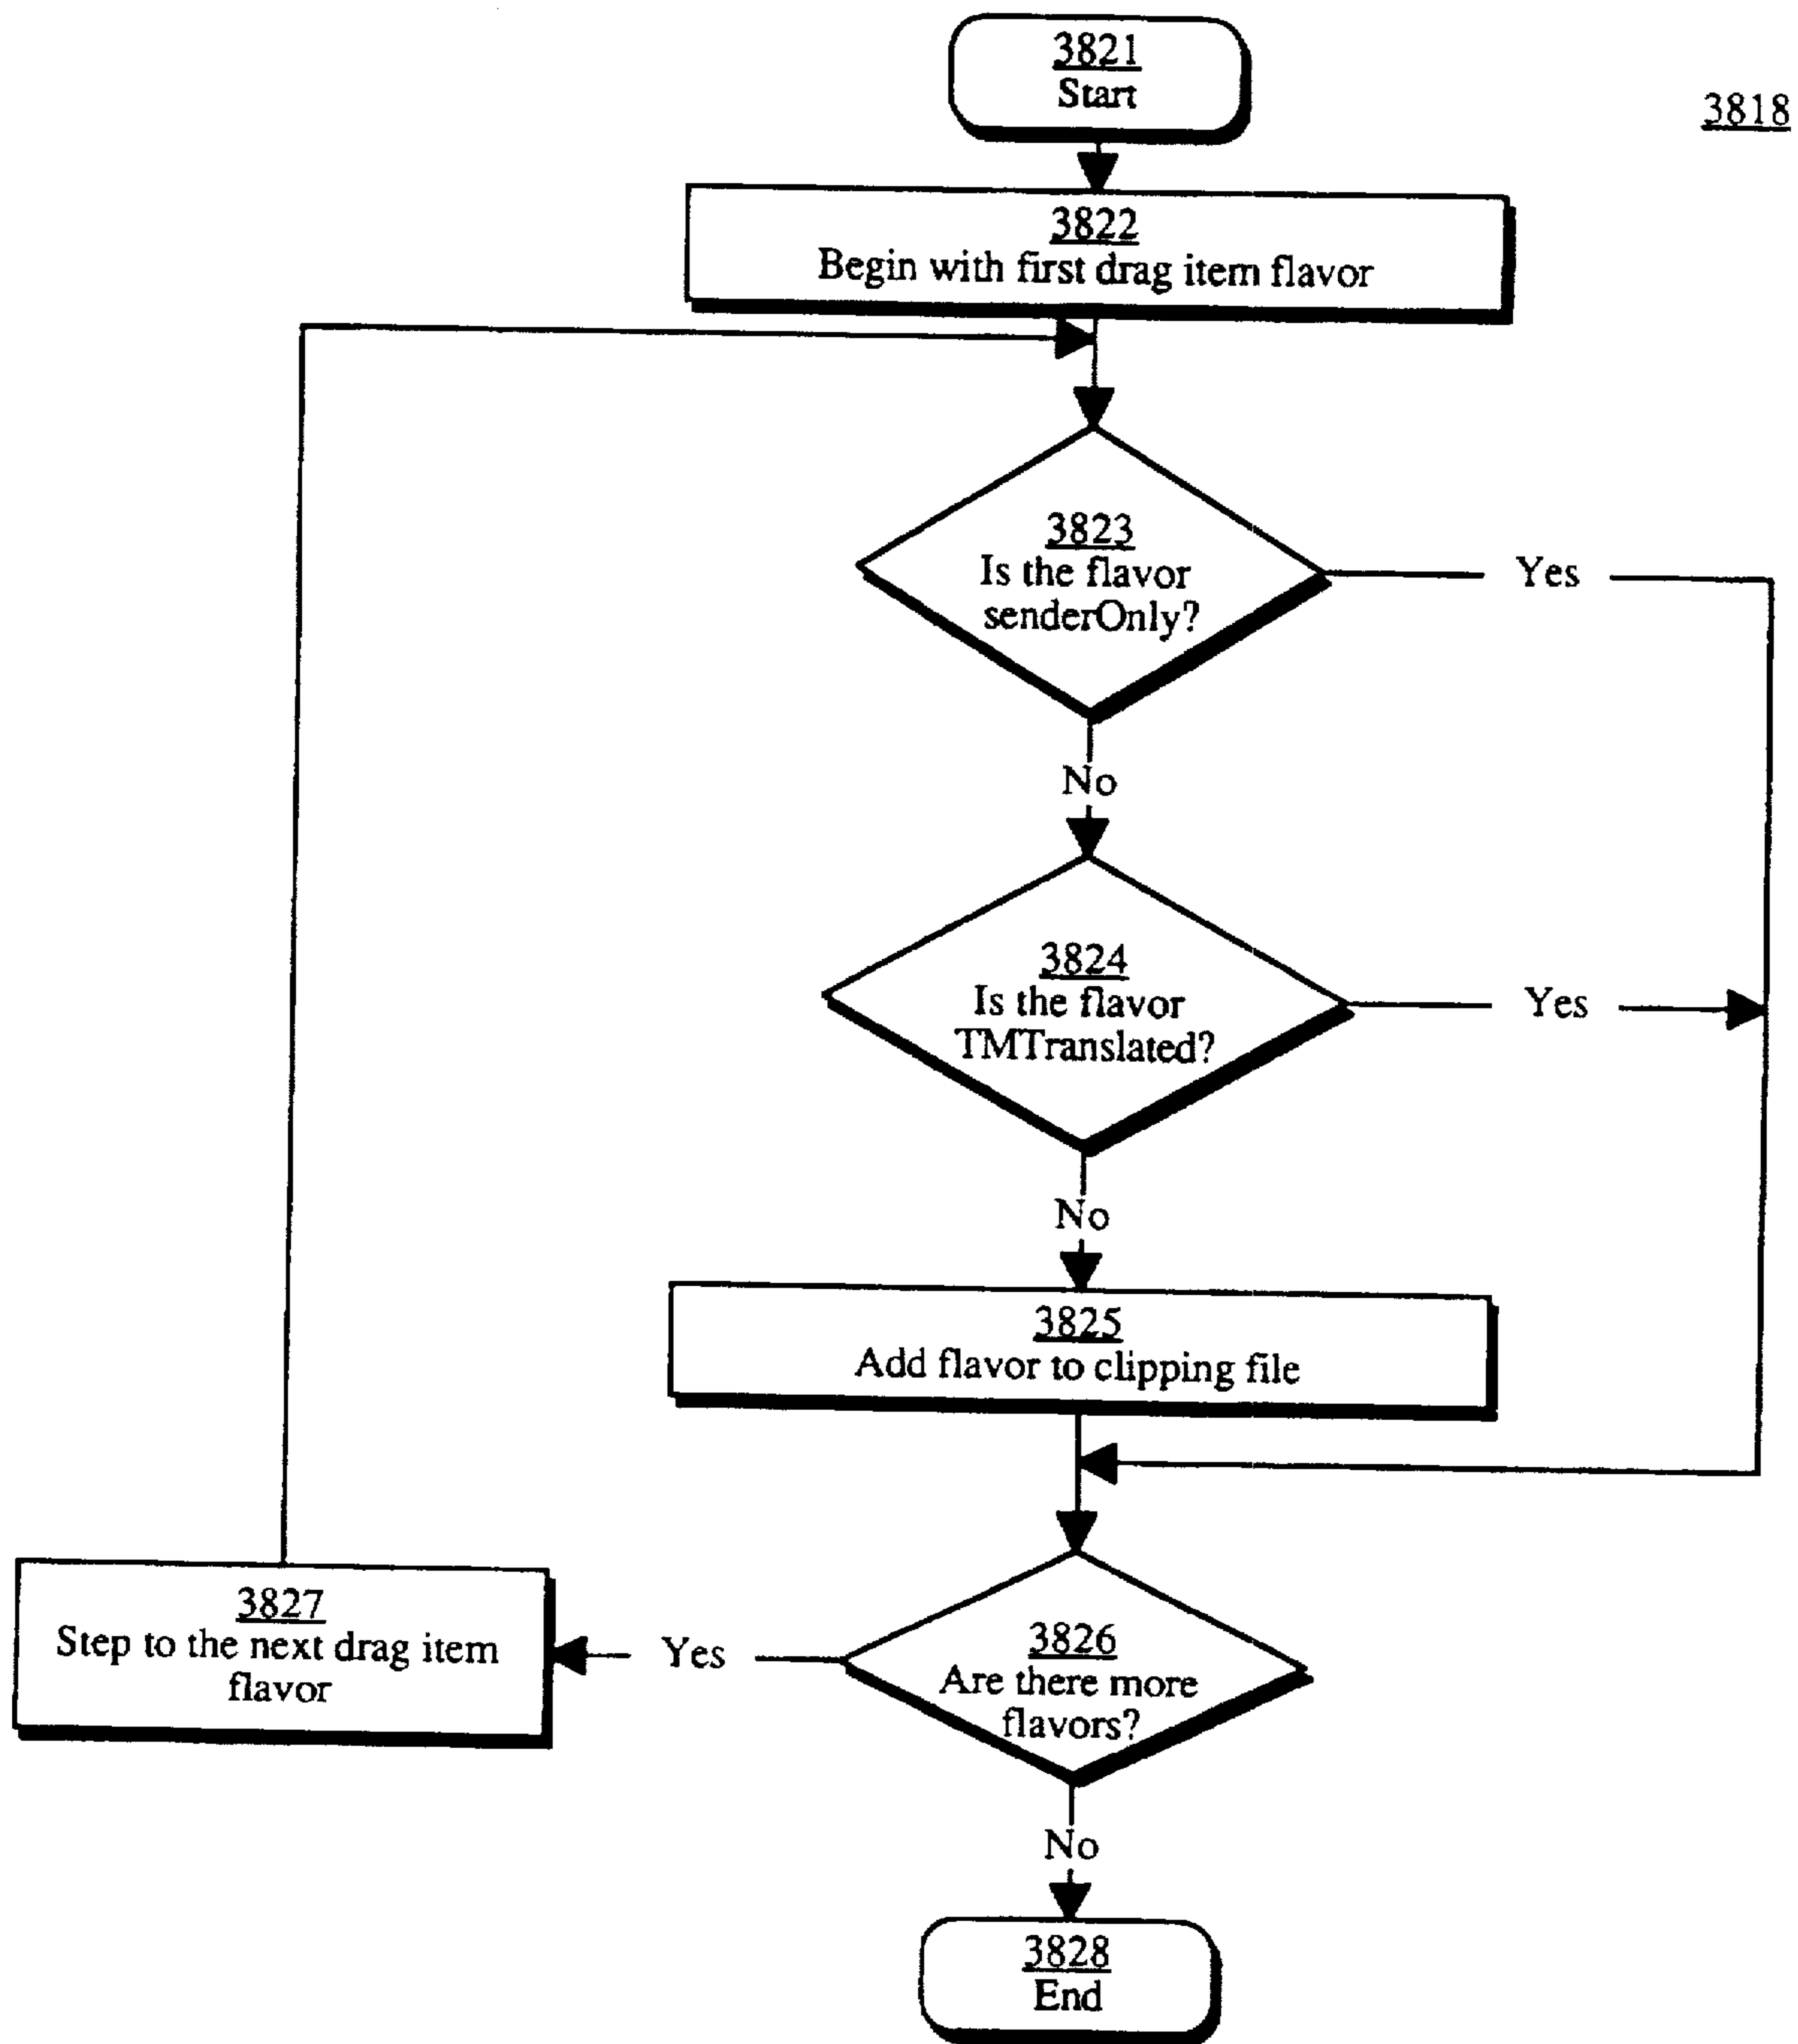 3821
Start
3818
3822
Begin with first drag item flavor
3823
Is the flavor
senderOnly?
Yes
No
3824
Is the flavor
TMTranslated?
Yes
No
3825
Add flavor to clipping file
3827
Step to the next drag item
flavor
Yes
3826
Are there more
flavors?
No
3828
End